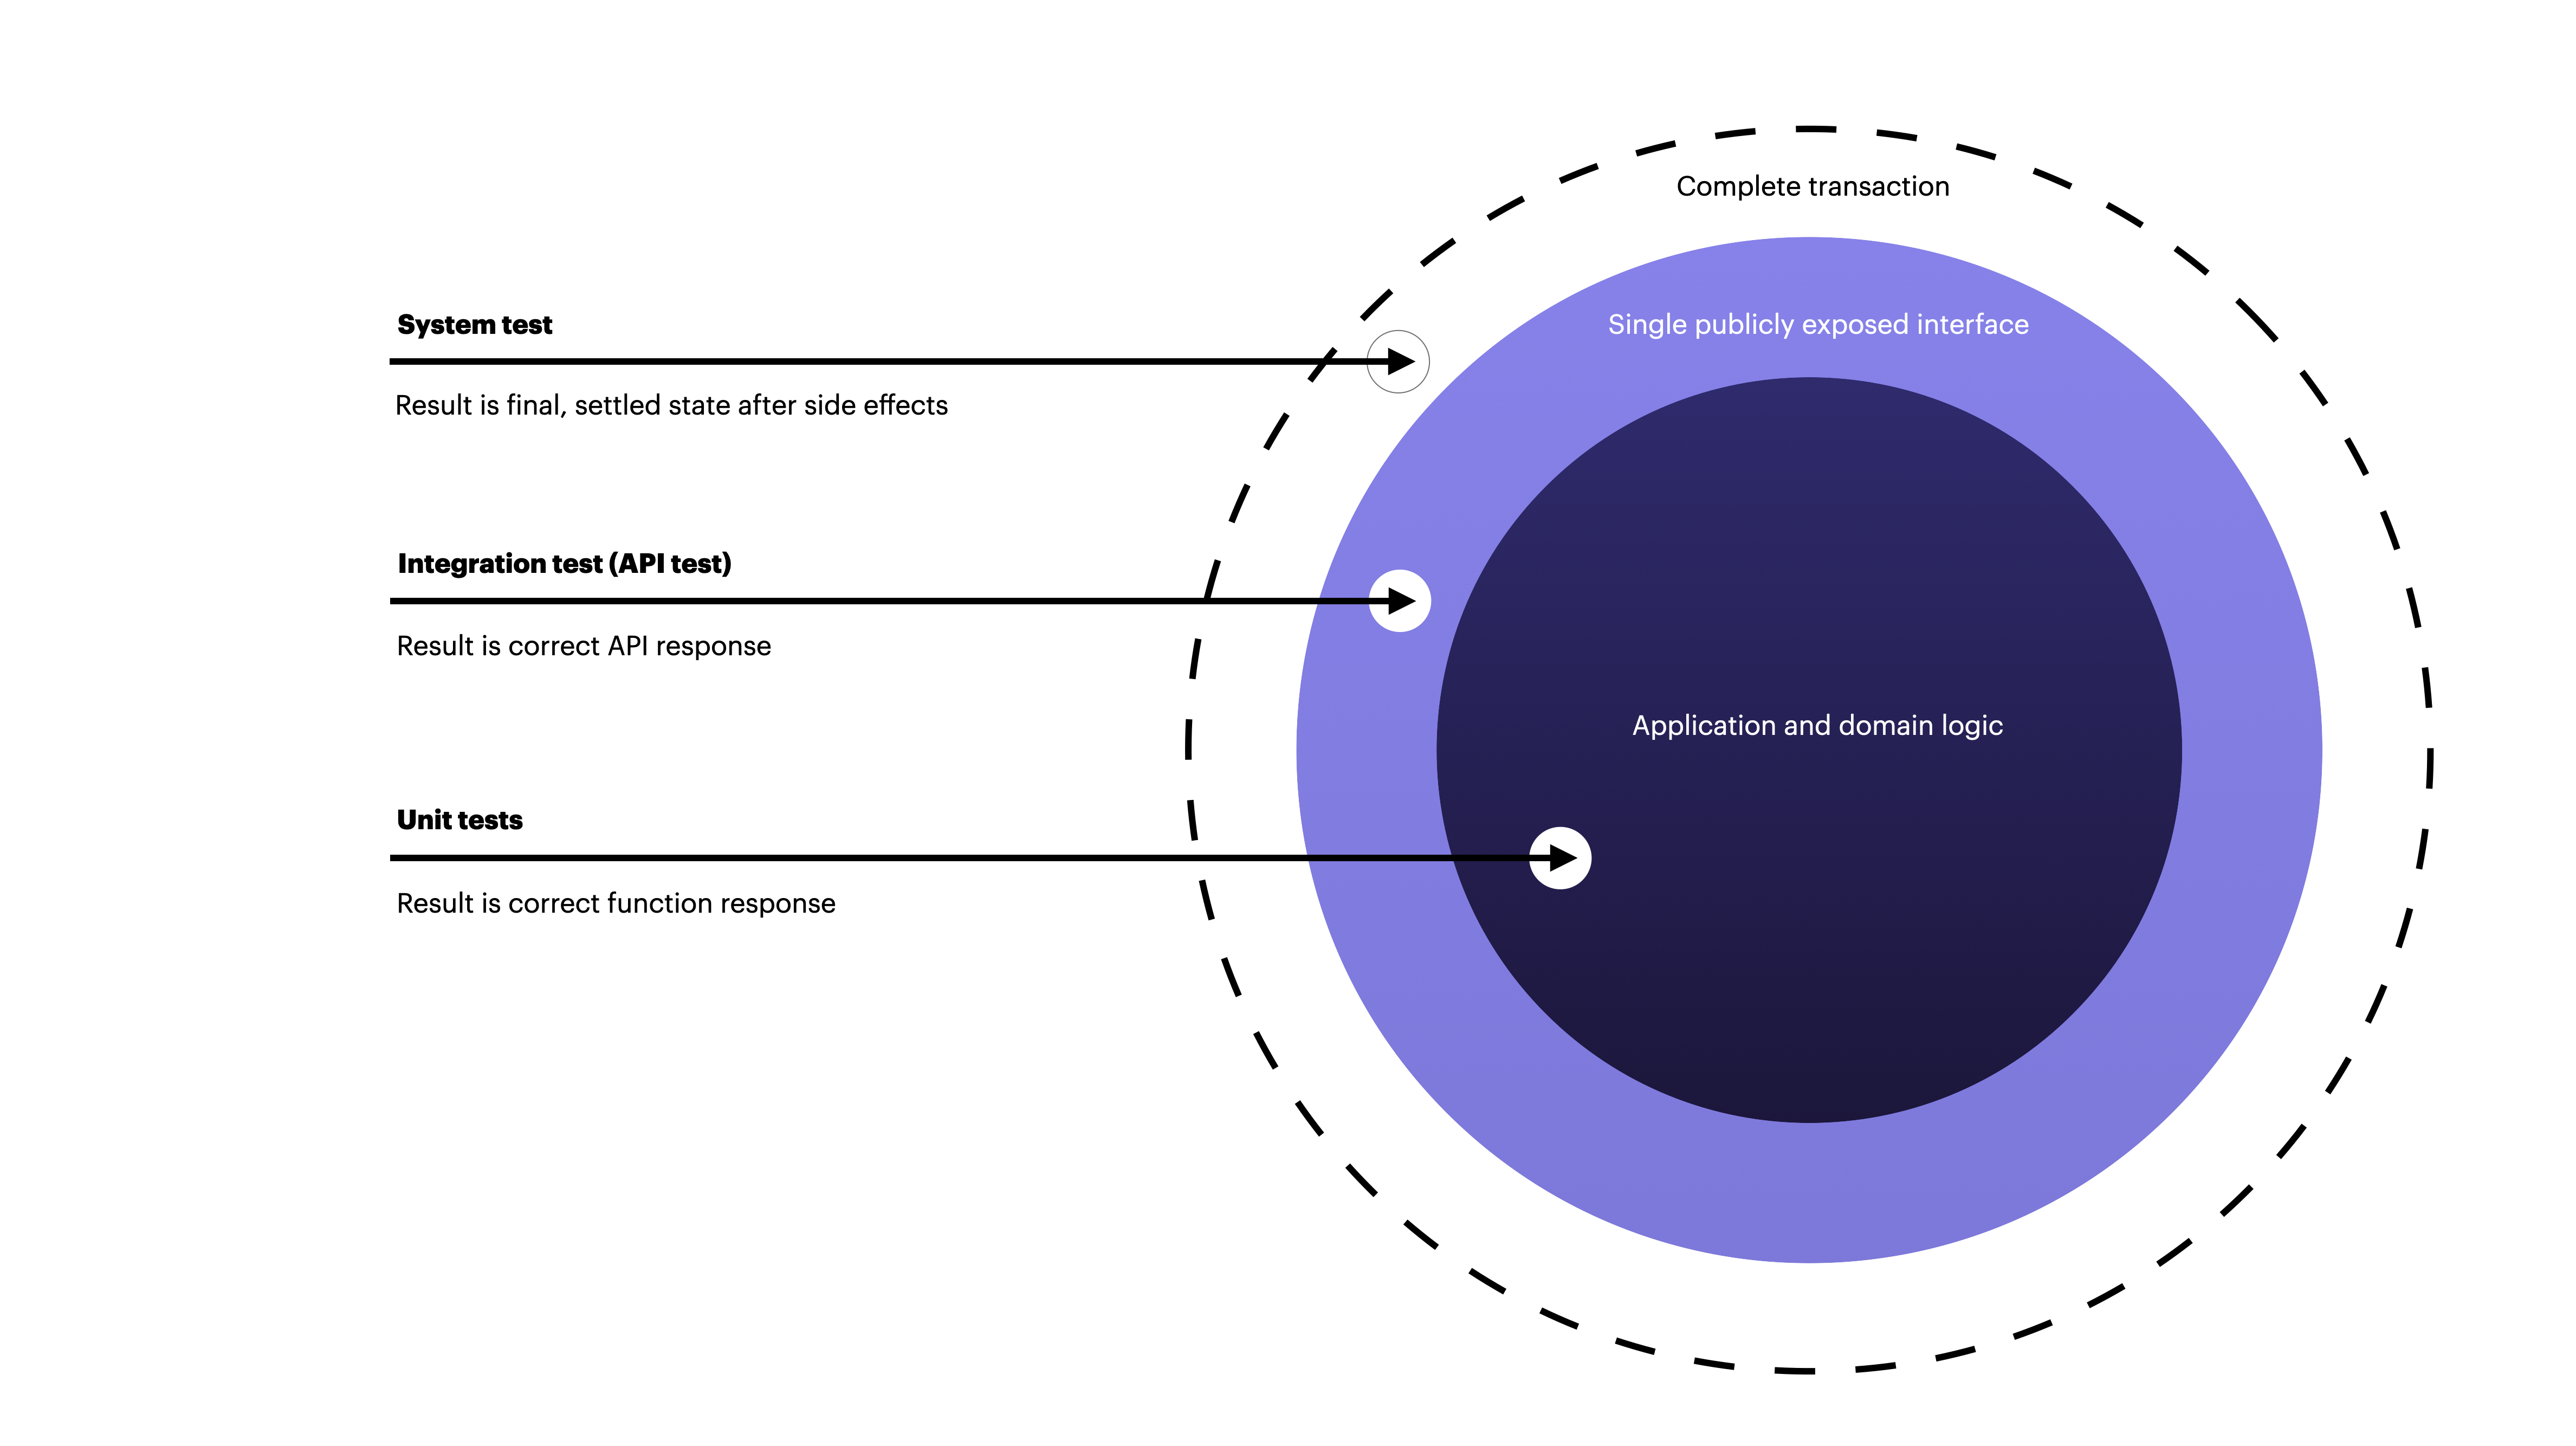 Complete transaction
Single publicly exposed interface
System test
Result is final, settled state after side effects
Integration test (API test)
Result is correct API response
Application and domain logic
Unit tests
Result is correct function response